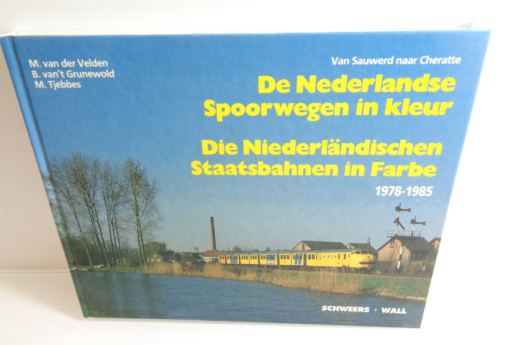 M. van der Velden
B. van't Grunewold
M. Tjebbes
Van Sauwerd naar Cheratte
De Nederlandse
Spoorwegen in kleur
Die Niederländischen
Staatsbahnen in Farbe
1978-1985
SCHWEERS · WALL